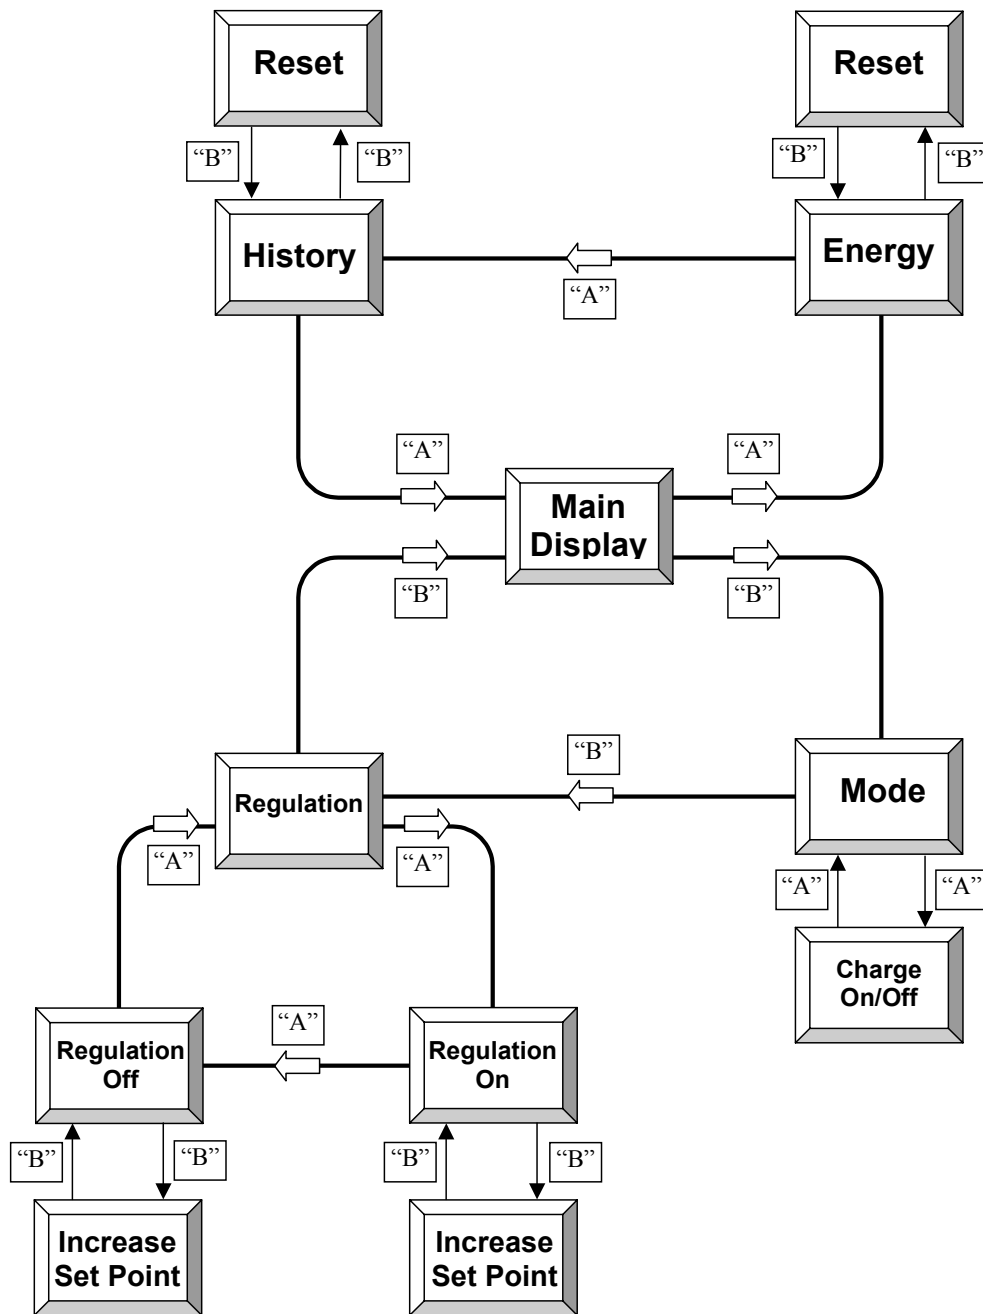 Reset
Reset
“B”
“B”
“B”
“B”
History
Energy
“A”
“A”
“A”
Main
Display
“B”
“B”
“B”
Regulation
Mode
“A”
“A”
“A”
“A”
Charge
On/Off
“A”
Regulation
Off
Regulation
On
“B”
“B”
“B”
“B”
Increase
Set Point
Increase
Set Point